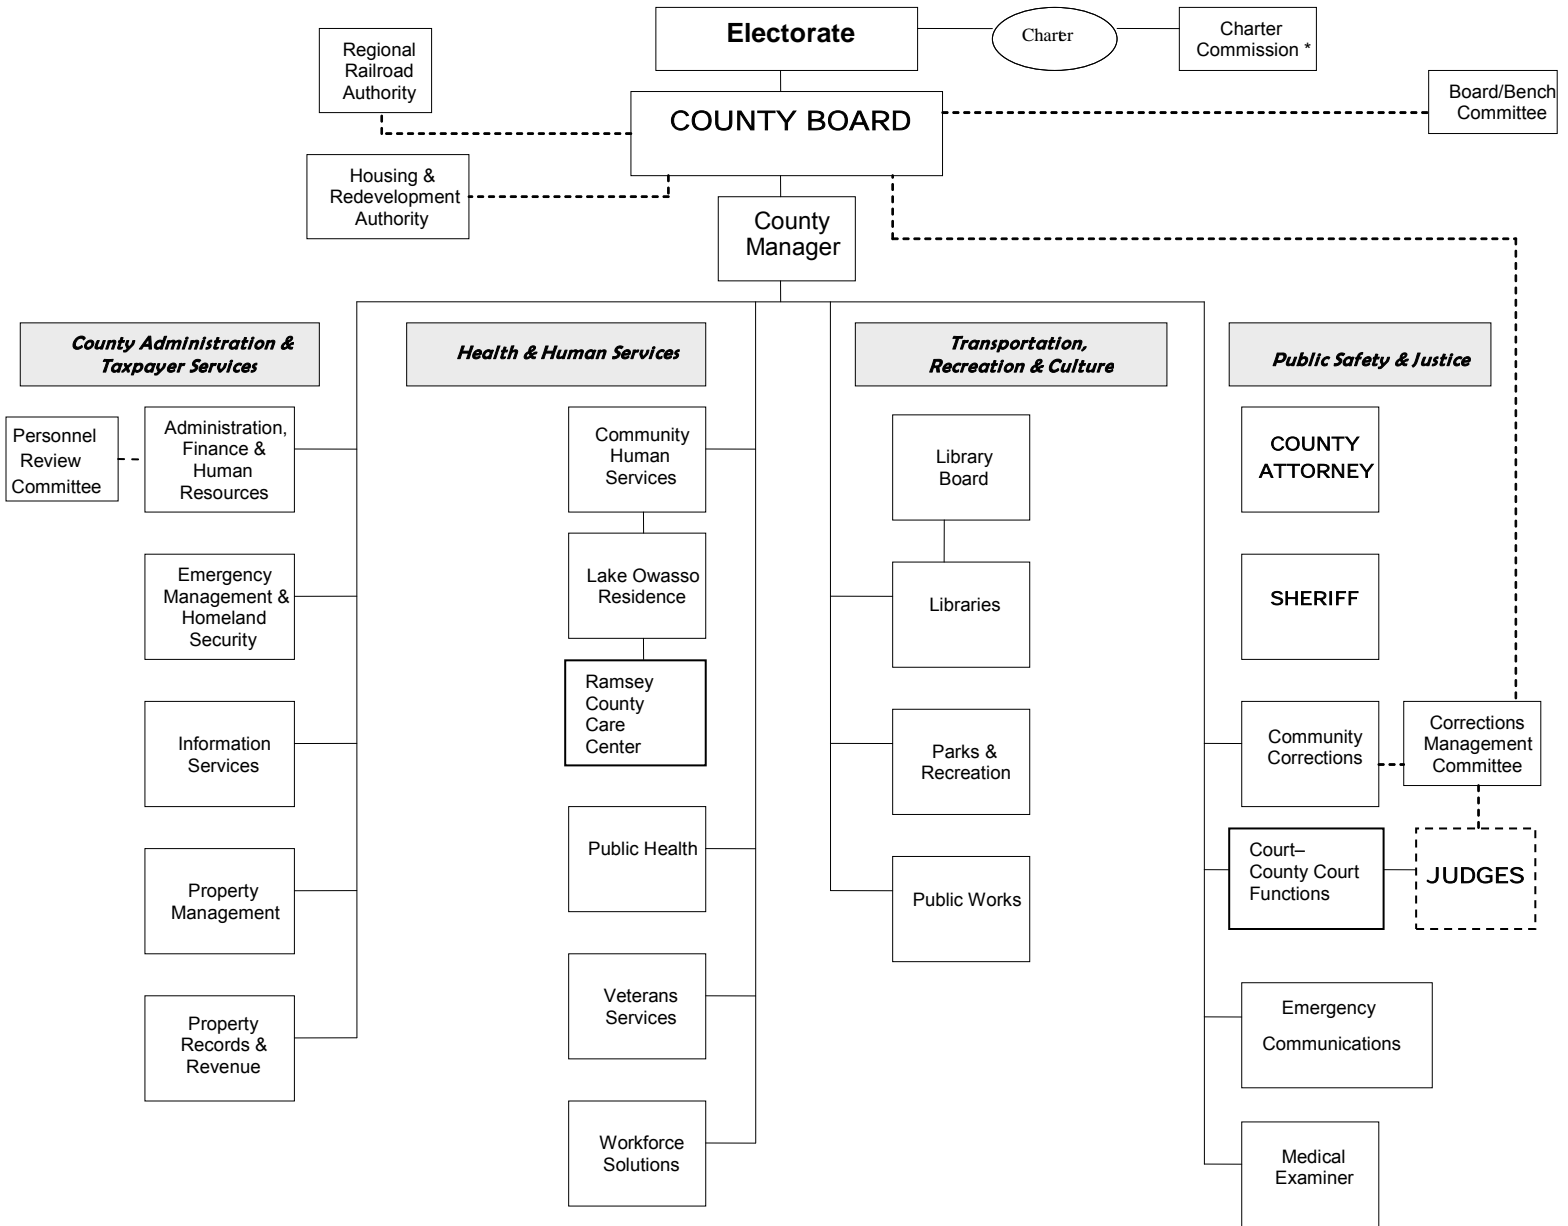 Electorate
Charter
Charter
Commission *
Regional
Railroad
Authority
Board/Bench
Committee
COUNTY BOARD
Housing &
Redevelopment
Authority
County
Manager
County Administration &
Taxpayer Services
Health & Human Services
Transportation,
Recreation & Culture
Public Safety & Justice
Personnel
Review
Committee
Administration,
Finance &
Human
Resources
Emergency
Management &
Homeland
Security
Information
Services
Property
Management
Property
Records &
Revenue
Community
Human
Services
Lake Owasso
Residence
Ramsey
County
Care
Center
Public Health
Veterans
Services
Workforce
Solutions
Library
Board
Libraries
Parks &
Recreation
Public Works
COUNTY
ATTORNEY
SHERIFF
Community
Corrections
Corrections
Management
Committee
Court–
County Court
Functions
JUDGES
Emergency
Communications
Medical
Examiner